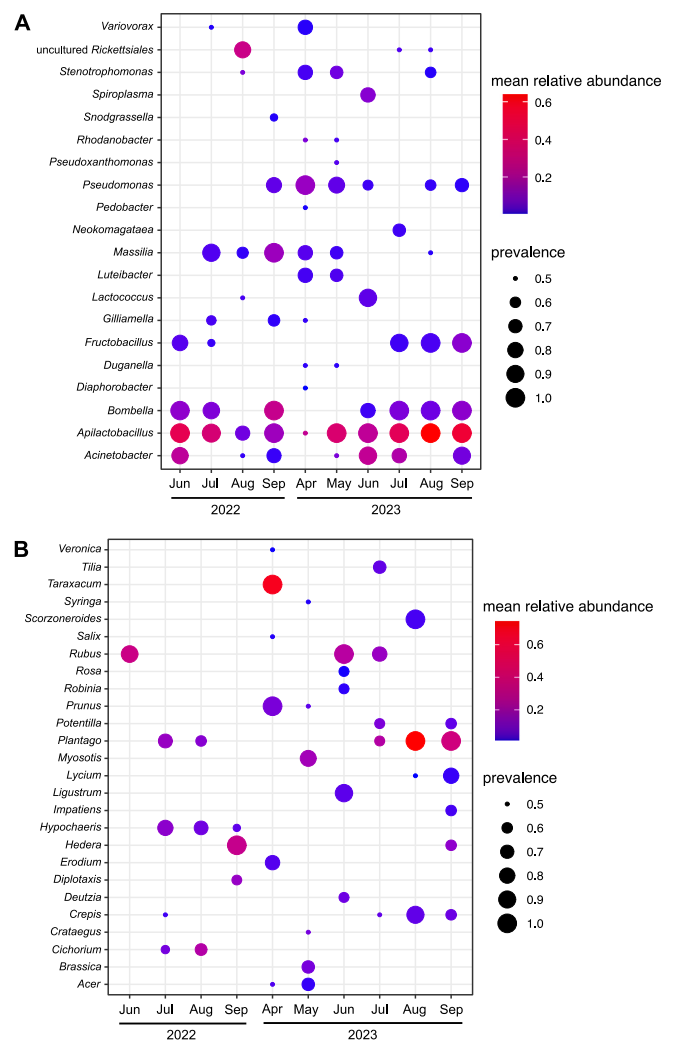 A
Variovorax
uncultured Rickettsiales
Stenotrophomonas
Spiroplasma
Snodgrassella
Rhodanobacter
Pseudoxanthomonas
Pseudomonas
Pedobacter
Neokomagataea
Massilia
Luteibacter
Lactococcus
Gilliamella
Fructobacillus
Duganella
Diaphorobacter
Bombella
Apilactobacillus
Acinetobacter
Jun Jul Aug Sep Apr May Jun Jul Aug Sep
2022 2023
mean relative abundance
0.6
0.4
0.2
prevalence
0.5
0.6
0.7
0.8
0.9
1.0
B
Veronica
Tilia
Taraxacum
Syringa
Scorzoneroides
Salix
Rubus
Rosa
Robinia
Prunus
Potentilla
Plantago
Myosotis
Lycium
Ligustrum
Impatiens
Hypochaeris
Hedera
Erodium
Diplotaxis
Deutzia
Crepis
Crataegus
Cichorium
Brassica
Acer
Jun Jul Aug Sep Apr May Jun Jul Aug Sep
2022 2023
mean relative abundance
0.6
0.4
0.2
prevalence
0.5
0.6
0.7
0.8
0.9
1.0